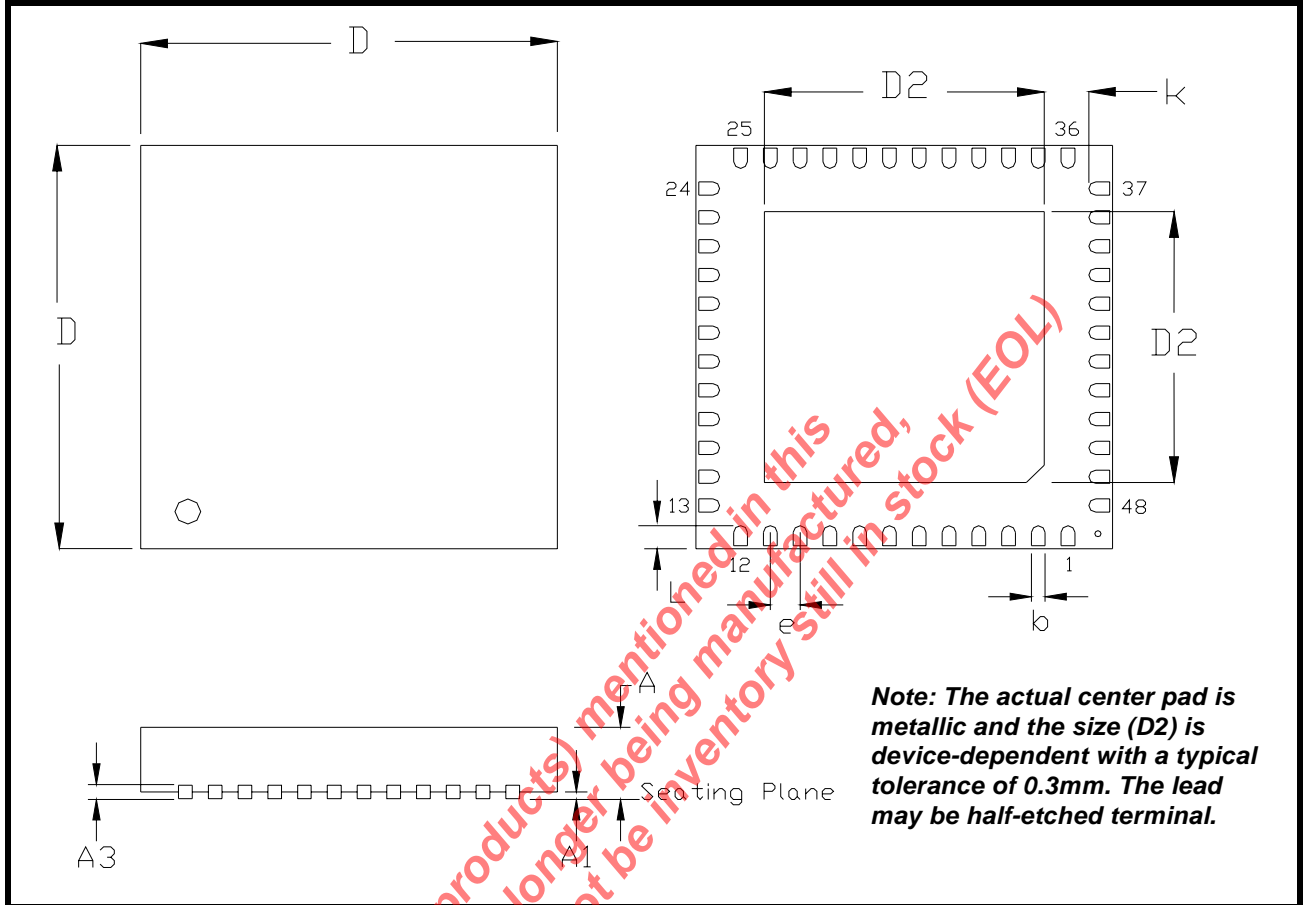 D
D2
k
25
36
24
37
D
D2
13
48
12
1
L
e
b
A
Seating Plane
A3
A1
Note: The actual center pad is
metallic and the size (D2) is
device-dependent with a typical
tolerance of 0.3mm. The lead
may be half-etched terminal.
products) mentioned in this
longer being manufactured,
not be inventory still in stock (EOL)